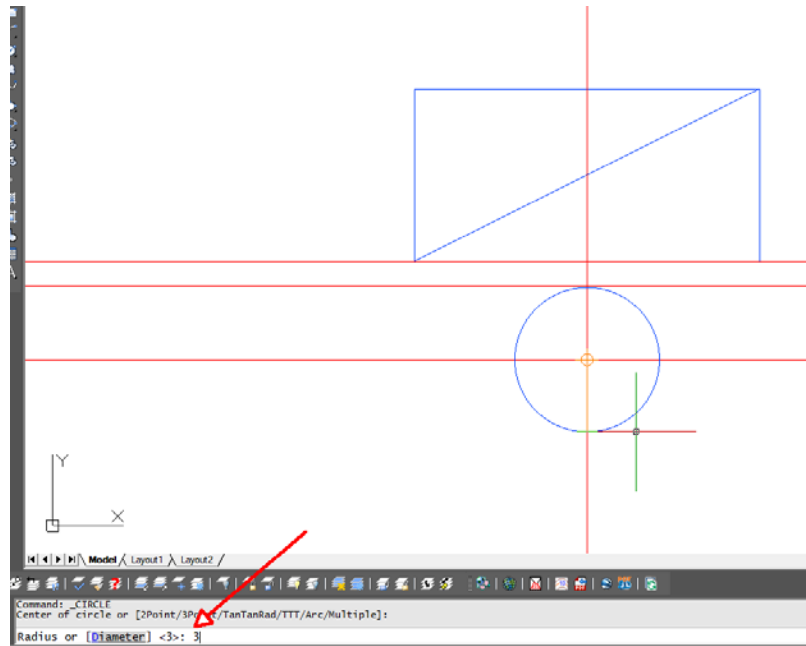 Y
X
Model / Layout1 / Layout2 /
Command: _CIRCLE
Center of circle or [2Point/3Point/TanTanRad/TTT/Arc/Multiple]:
Radius or [Diameter] <3>: 3